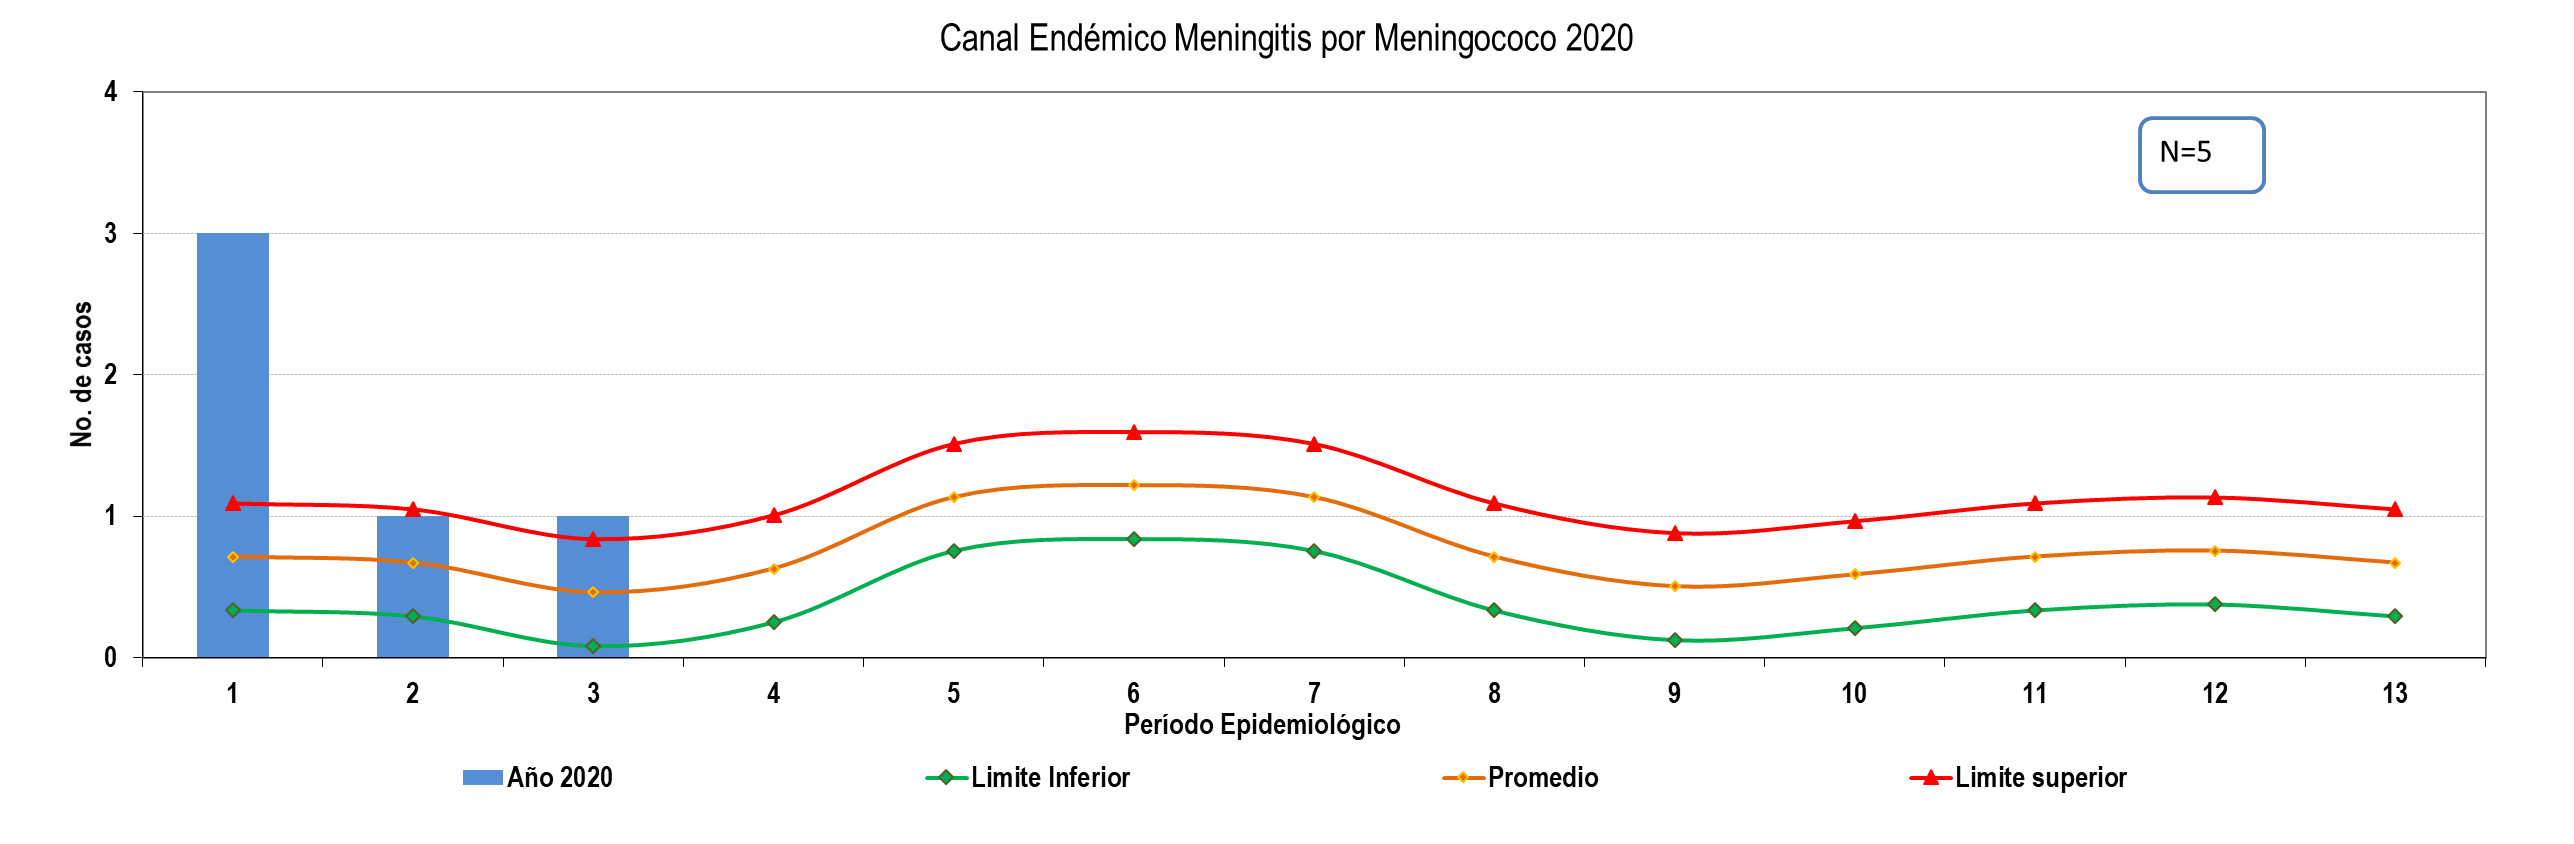 Canal Endémico Meningitis por Meningococo 2020
N=5
No. de casos
4
3
2
1
0
1 2 3 4 5 6 7 8 9 10 11 12 13
Período Epidemiológico
Año 2020 Limite Inferior Promedio Limite superior